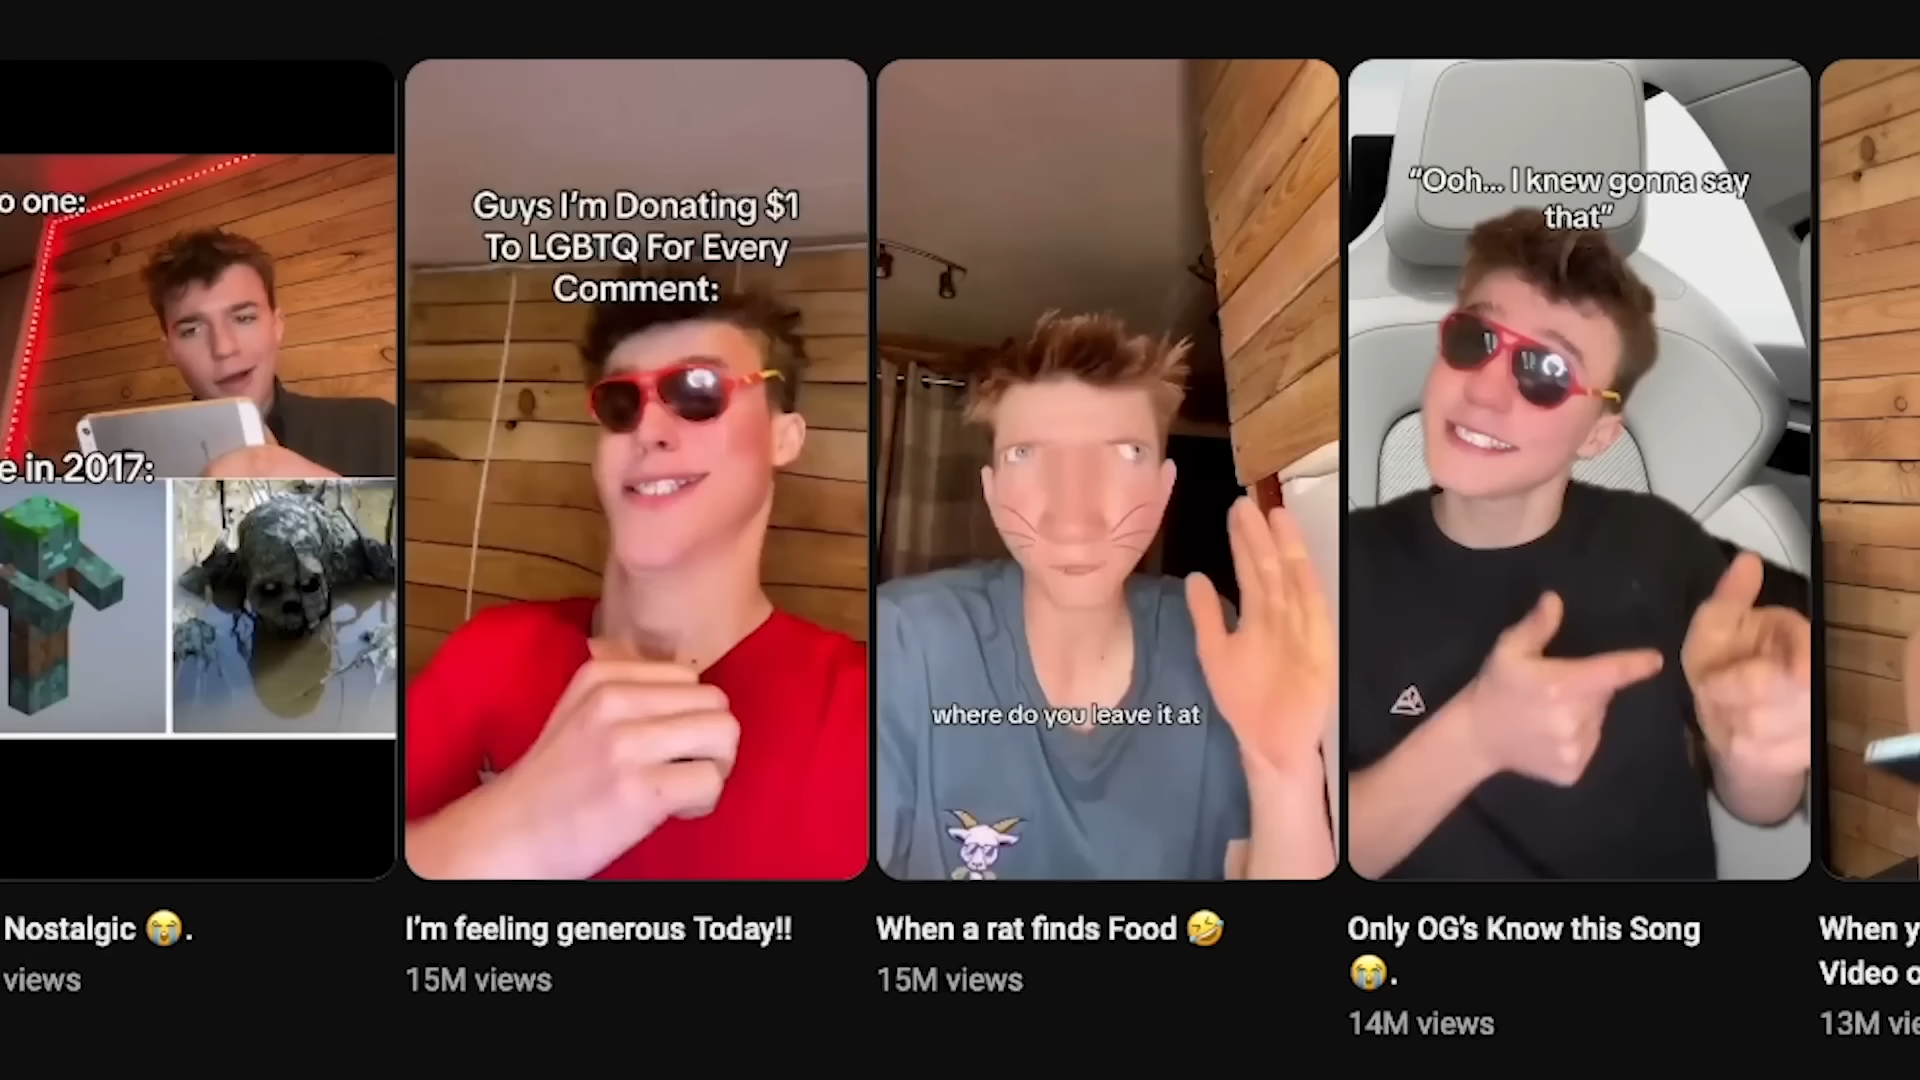 o one:
e in 2017:
Guys I'm Donating $1
To LGBTQ For Every
Comment:
where do you leave it at
"Ooh... I knew gonna say
that"
Nostalgic 😭.
views
I'm feeling generous Today!!
15M views
When a rat finds Food 🤣
15M views
Only OG's Know this Song
😭.
14M views
When y
Video o
13M vie